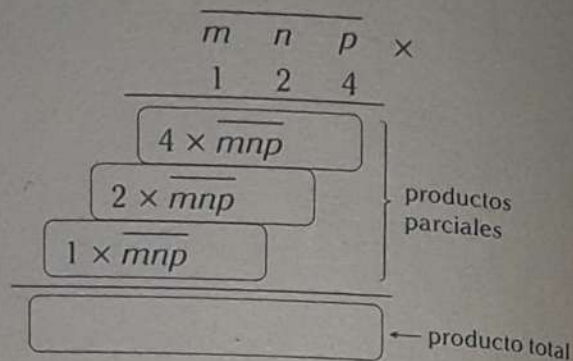 m n p ×
1 2 4
4 × mnp
2 × mnp
productos
parciales
1 × mnp
producto total